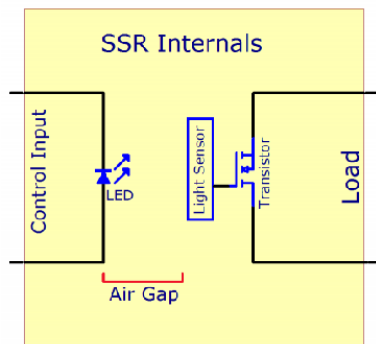 SSR Internals
Control Input
LED
Light Sensor
Transistor
Load
Air Gap